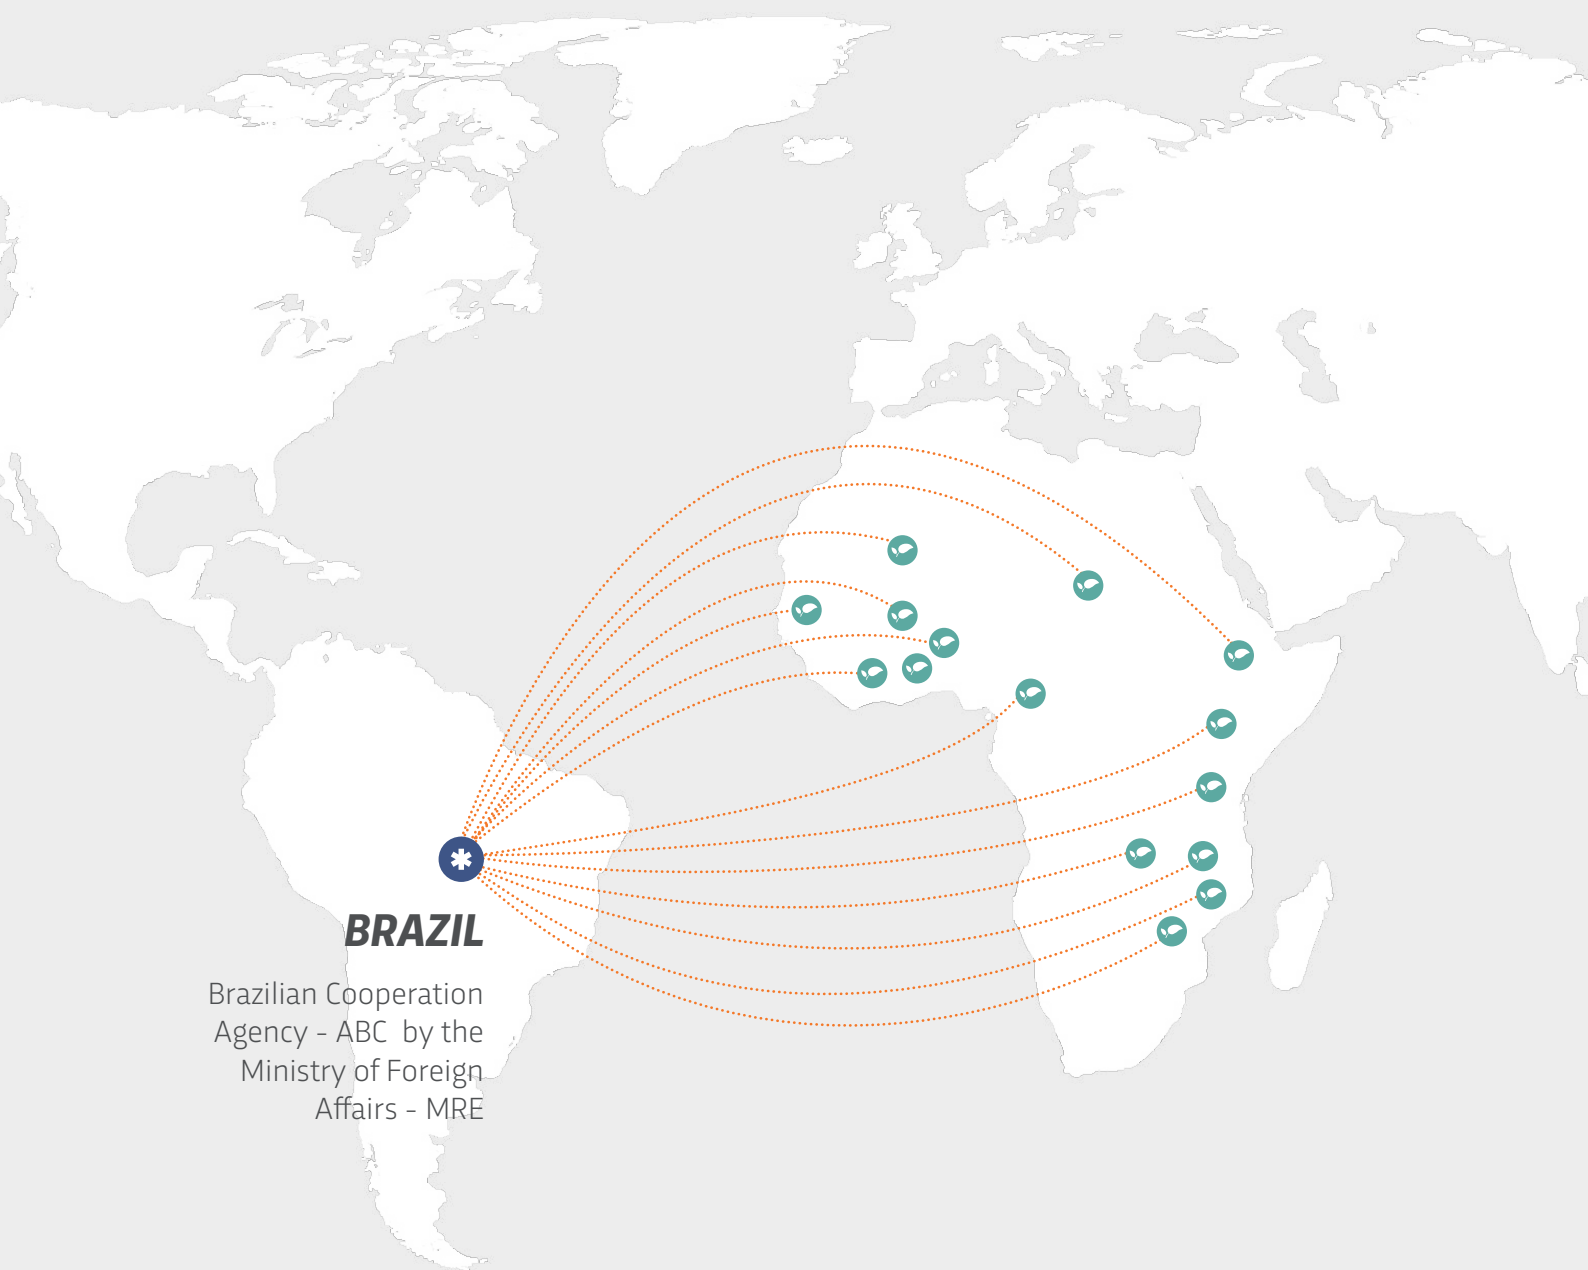 BRAZIL
Brazilian Cooperation
Agency - ABC by the
Ministry of Foreign
Affairs - MRE